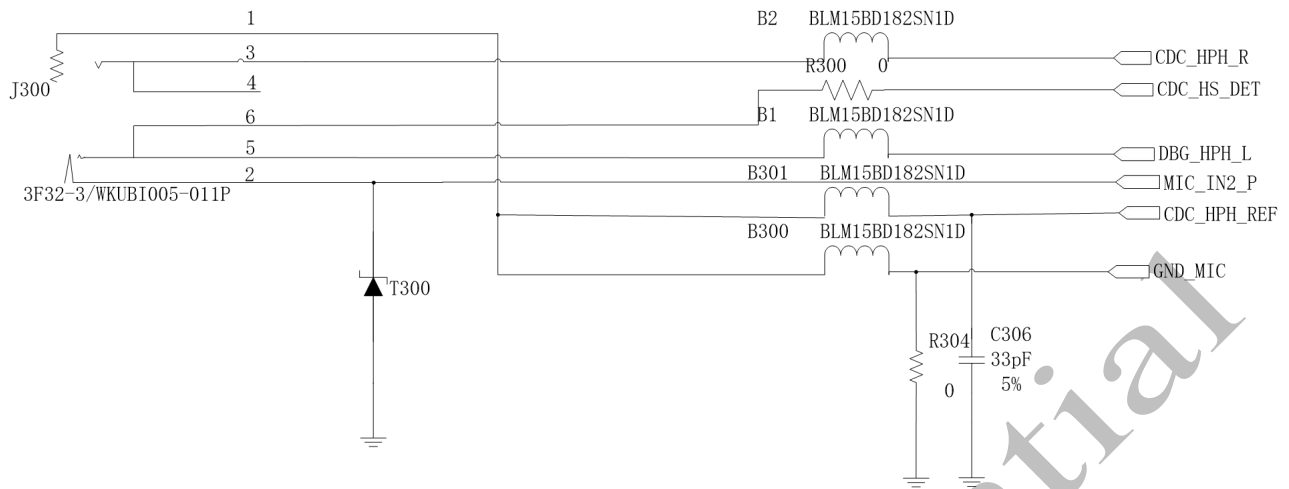 1 B2 BLM15BD182SN1D
3 CDC_HPH_R
J300 4 R300 0 CDC_HS_DET
6 B1 BLM15BD182SN1D
5 DBG_HPH_L
2 B301 BLM15BD182SN1D MIC_IN2_P
3F32-3/WKUBI005-011P CDC_HPH_REF
B300 BLM15BD182SN1D
GND_MIC
T300
R304 C306
33pF
0 5%
ntial